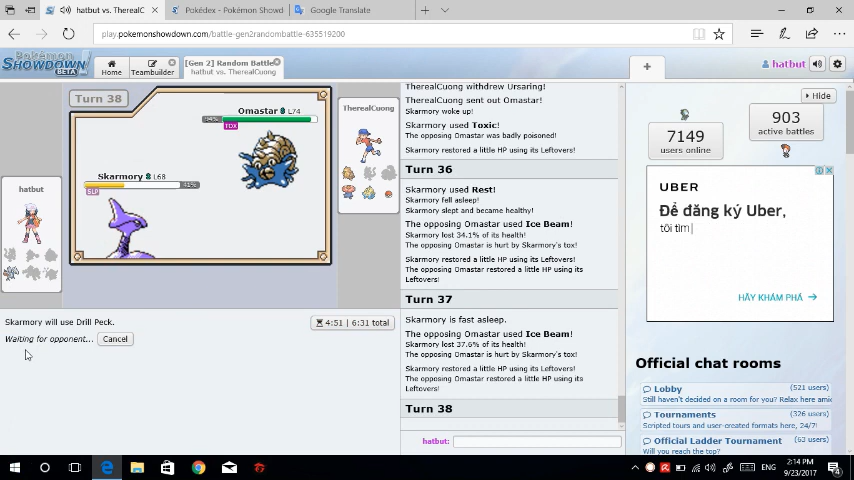 hatbut vs. TherealC
Pokédex - Pokémon Showd
Google Translate
play.pokemonshowdown.com/battle-gen2randombattle-635519200
Pokémon
SHOWDOWN
BETA
Home
Teambuilder
[Gen 2] Random Battle
hatbut vs. TherealCuong
hatbut
Turn 38
Omastar L74
94%
TOX
Skarmory L68
41%
SLP
hatbut
TherealCuong
Skarmory will use Drill Peck.
Waiting for opponent...
Cancel
4:51 | 6:31 total
TherealCuong withdrew Ursaring!
TherealCuong sent out Omastar!
Skarmory woke up!
Skarmory used Toxic!
The opposing Omastar was badly poisoned!
Skarmory restored a little HP using its Leftovers!
Turn 36
Skarmory used Rest!
Skarmory fell asleep!
Skarmory slept and became healthy!
The opposing Omastar used Ice Beam!
Skarmory lost 34.1% of its health!
The opposing Omastar is hurt by Skarmory's tox!
Skarmory restored a little HP using its Leftovers!
The opposing Omastar restored a little HP using its
Leftovers!
Turn 37
Skarmory is fast asleep.
The opposing Omastar used Ice Beam!
Skarmory lost 37.6% of its health!
The opposing Omastar is hurt by Skarmory's tox!
Skarmory restored a little HP using its Leftovers!
The opposing Omastar restored a little HP using its
Leftovers!
Turn 38
hatbut:
Hide
7149
users online
903
active battles
UBER
Để đăng ký Uber,
tôi tìm
HÃY KHÁM PHÁ
Official chat rooms
Lobby
(521 users)
Still haven't decided on a room for you? Relax here amic
Tournaments
(326 users)
Scripted tours and user-created formats here, 24/7!
Official Ladder Tournament
(63 users)
Will you reach the top?
ENG
2:14 PM
9/23/2017
4